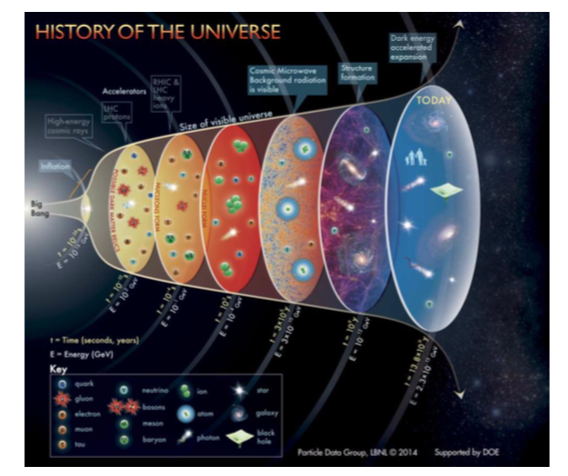 HISTORY OF THE UNIVERSE
Dark energy
accelerated
expansion
Structure
formation
Cosmic Microwave
Background radiation
is visible
RHIC &
LHC
heavy
ions
Accelerators
LHC
protons
High-energy
cosmic rays
Inflation
Size of visible universe
TODAY
Big
Bang
t = Time (seconds, years)
E = Energy (GeV)
Key
quark
gluon
electron
muon
tau
neutrino
bosons
meson
baryon
ion
atom
photon
star
galaxy
black
hole
t = 13.8×10⁹
Particle Data Group, LBNL © 2014
Supported by DOE